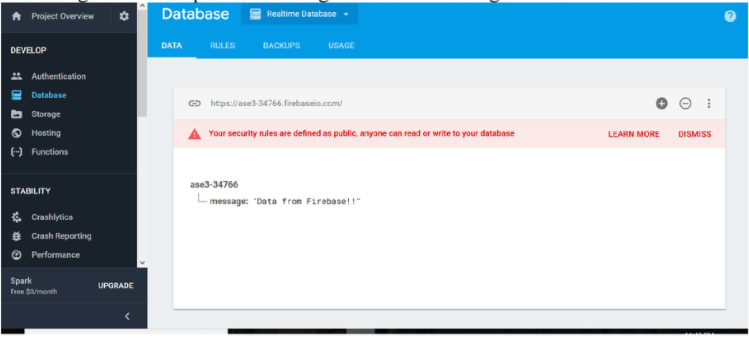 Project Overview
DEVELOP
Authentication
Database
Storage
Hosting
Functions
STABILITY
Crashlytics
Crash Reporting
Performance
Spark
Free $0/month
UPGRADE
Database
Realtime Database
DATA
RULES
BACKUPS
USAGE
https://ase3-34766.firebaseio.com/
Your security rules are defined as public, anyone can read or write to your database
LEARN MORE
DISMISS
ase3-34766
message: "Data from Firebase!!"